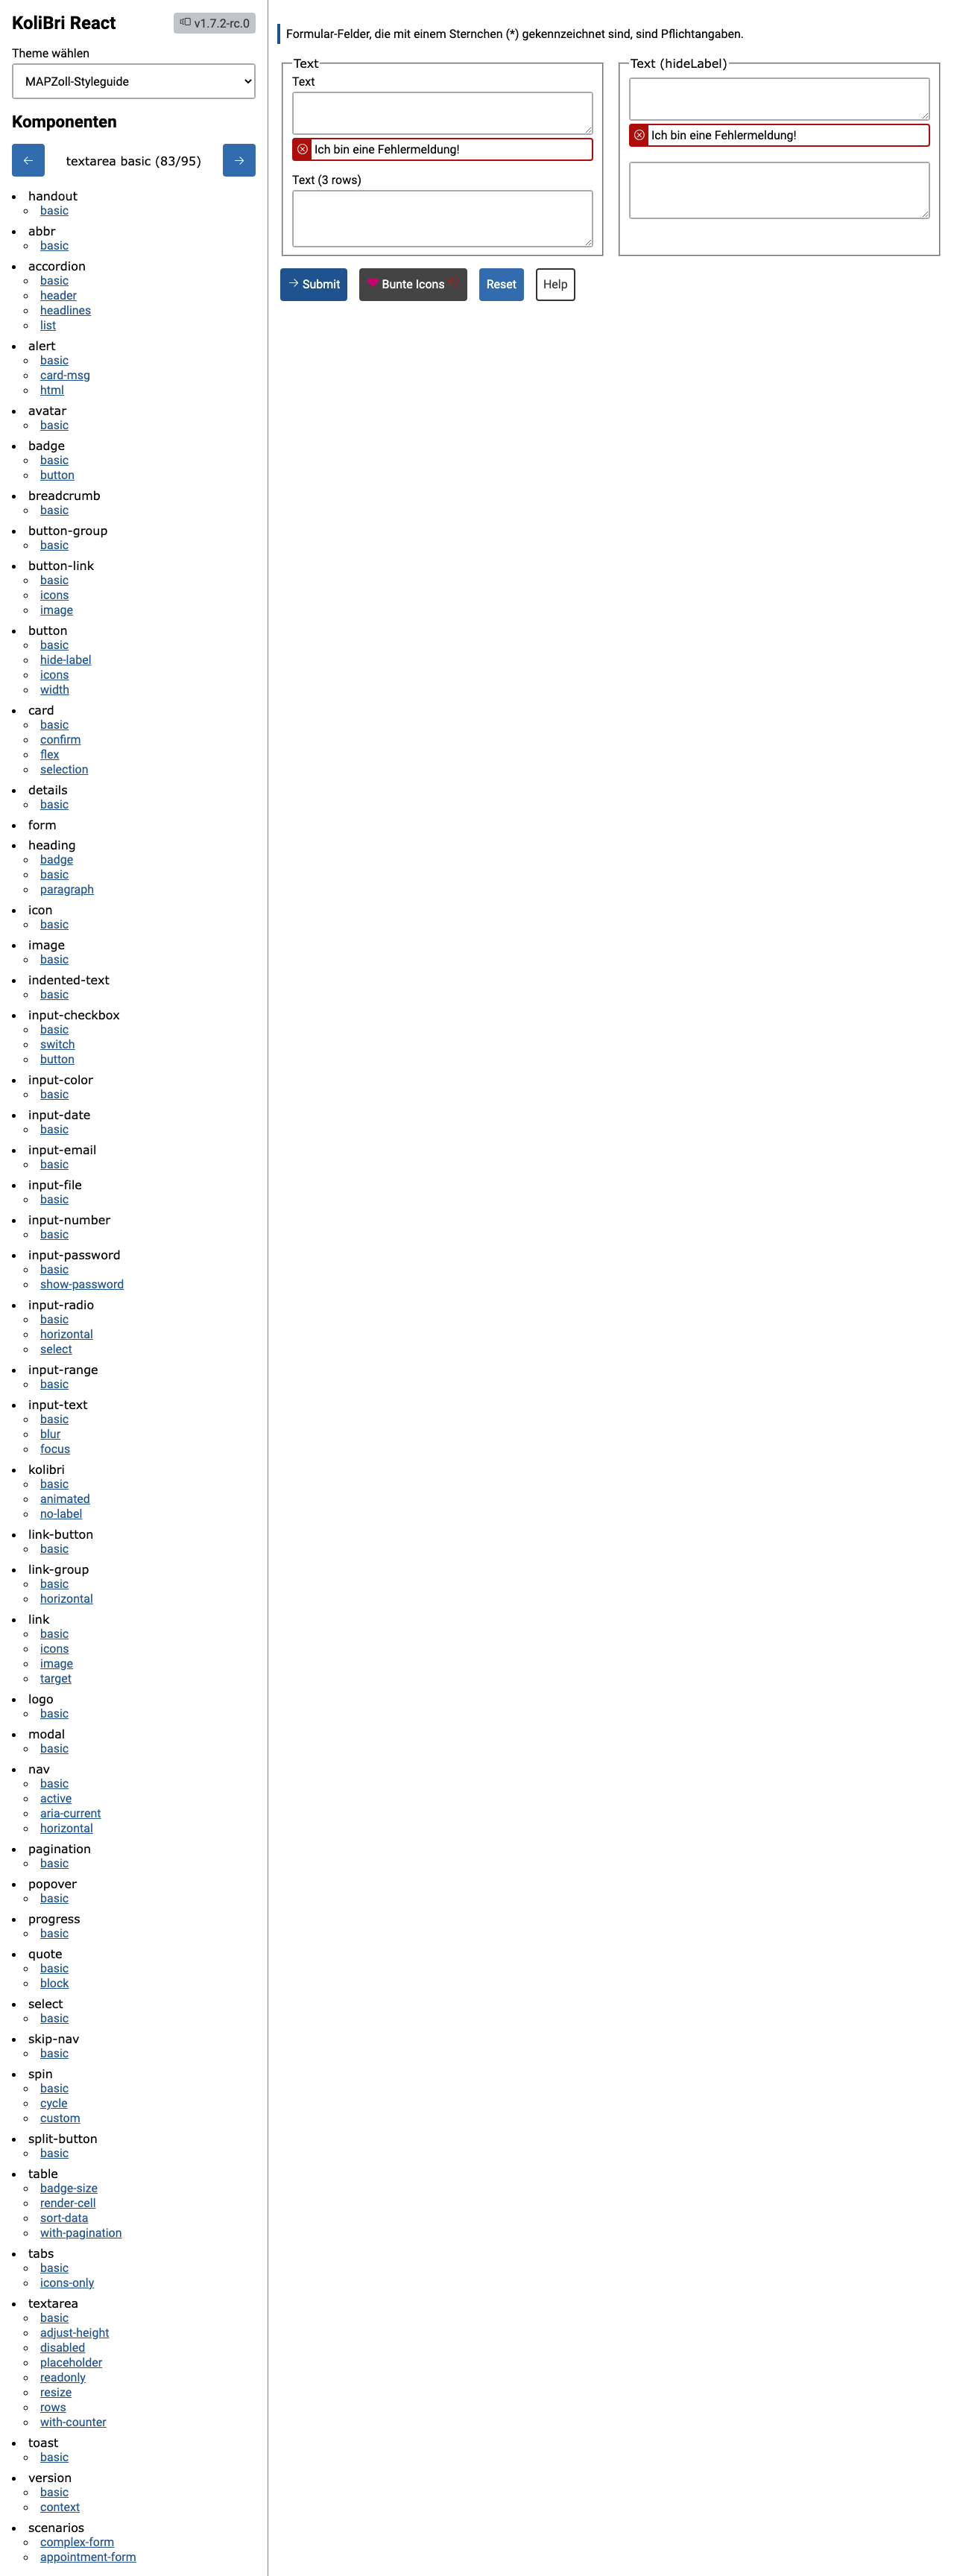 KoliBri React
v1.7.2-rc.0
Theme wählen
MAPZoll-Styleguide
Komponenten
textarea basic (83/95)
handout
basic
abbr
basic
accordion
basic
header
headlines
list
alert
basic
card-msg
html
avatar
basic
badge
basic
button
breadcrumb
basic
button-group
basic
button-link
basic
icons
image
button
basic
hide-label
icons
width
card
basic
confirm
flex
selection
details
basic
form
heading
badge
basic
paragraph
icon
basic
image
basic
indented-text
basic
input-checkbox
basic
switch
button
input-color
basic
input-date
basic
input-email
basic
input-file
basic
input-number
basic
input-password
basic
show-password
input-radio
basic
horizontal
select
input-range
basic
input-text
basic
blur
focus
kolibri
basic
animated
no-label
link-button
basic
link-group
basic
horizontal
link
basic
icons
image
target
logo
basic
modal
basic
nav
basic
active
aria-current
horizontal
pagination
basic
popover
basic
progress
basic
quote
basic
block
select
basic
skip-nav
basic
spin
basic
cycle
custom
split-button
basic
table
badge-size
render-cell
sort-data
with-pagination
tabs
basic
icons-only
textarea
basic
adjust-height
disabled
placeholder
readonly
resize
rows
with-counter
toast
basic
version
basic
context
scenarios
complex-form
appointment-form
Formular-Felder, die mit einem Sternchen (*) gekennzeichnet sind, sind Pflichtangaben.
Text
Text
Ich bin eine Fehlermeldung!
Text (3 rows)
Text (hideLabel)
Ich bin eine Fehlermeldung!
Submit
Bunte Icons
Reset
Help